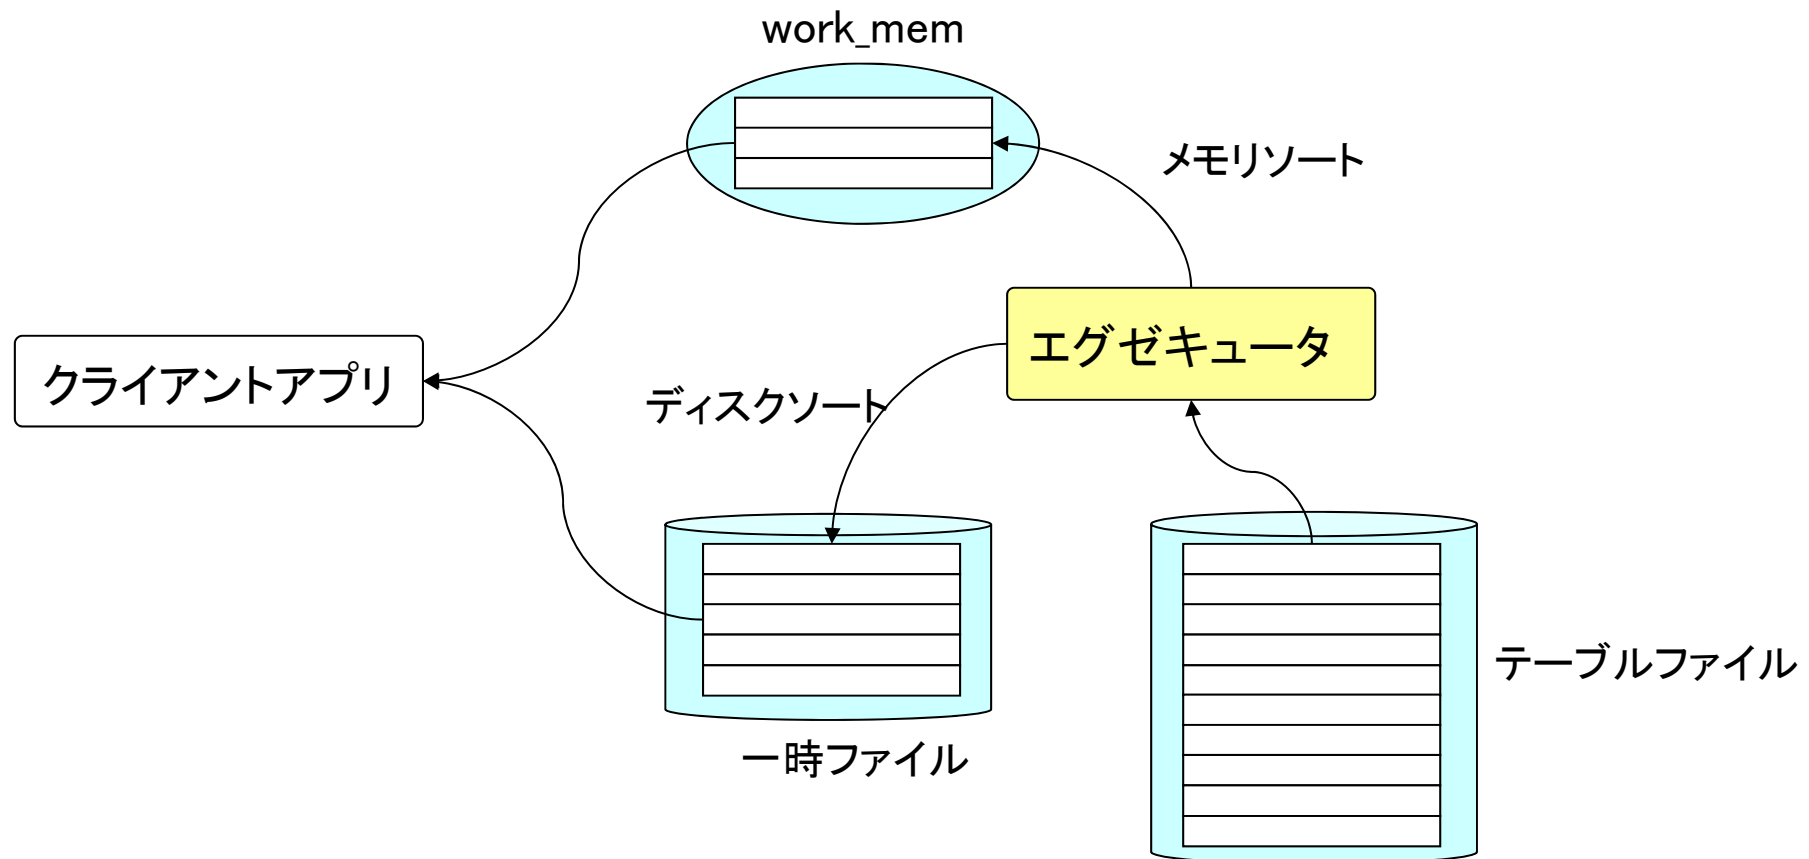 work_mem
メモリソート
エグゼキュータ
クライアントアプリ
ディスクソート
テーブルファイル
一時ファイル